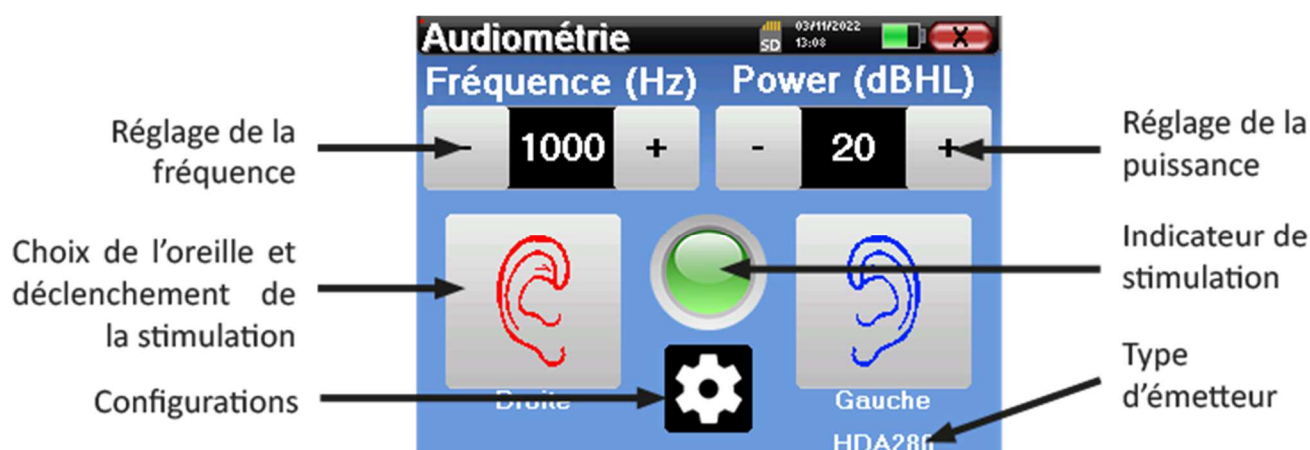 Audiométrie
SD
03/11/2022
13:08
X
Fréquence (Hz)
Power (dBHL)
- 1000 +
- 20 +
Réglage de la
fréquence
Réglage de la
puissance
Choix de l'oreille et
déclenchement de
la stimulation
Indicateur de
stimulation
Configurations
Droite
Gauche
Type
d'émetteur